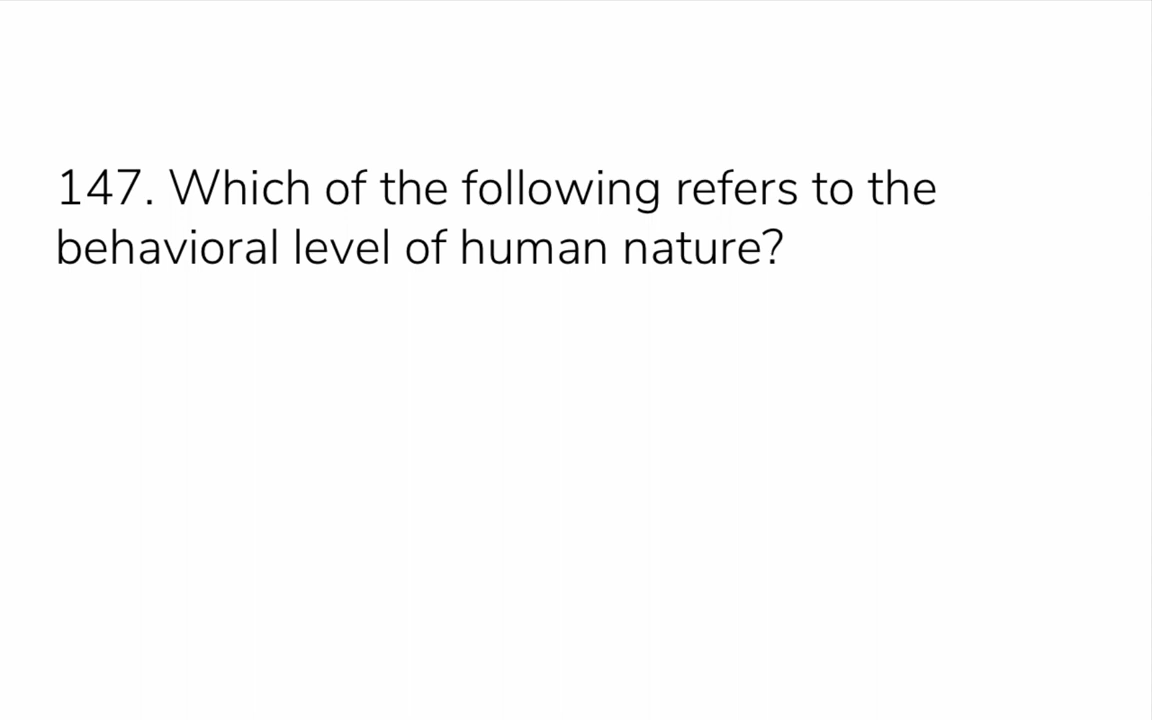 147. Which of the following refers to the
behavioral level of human nature?